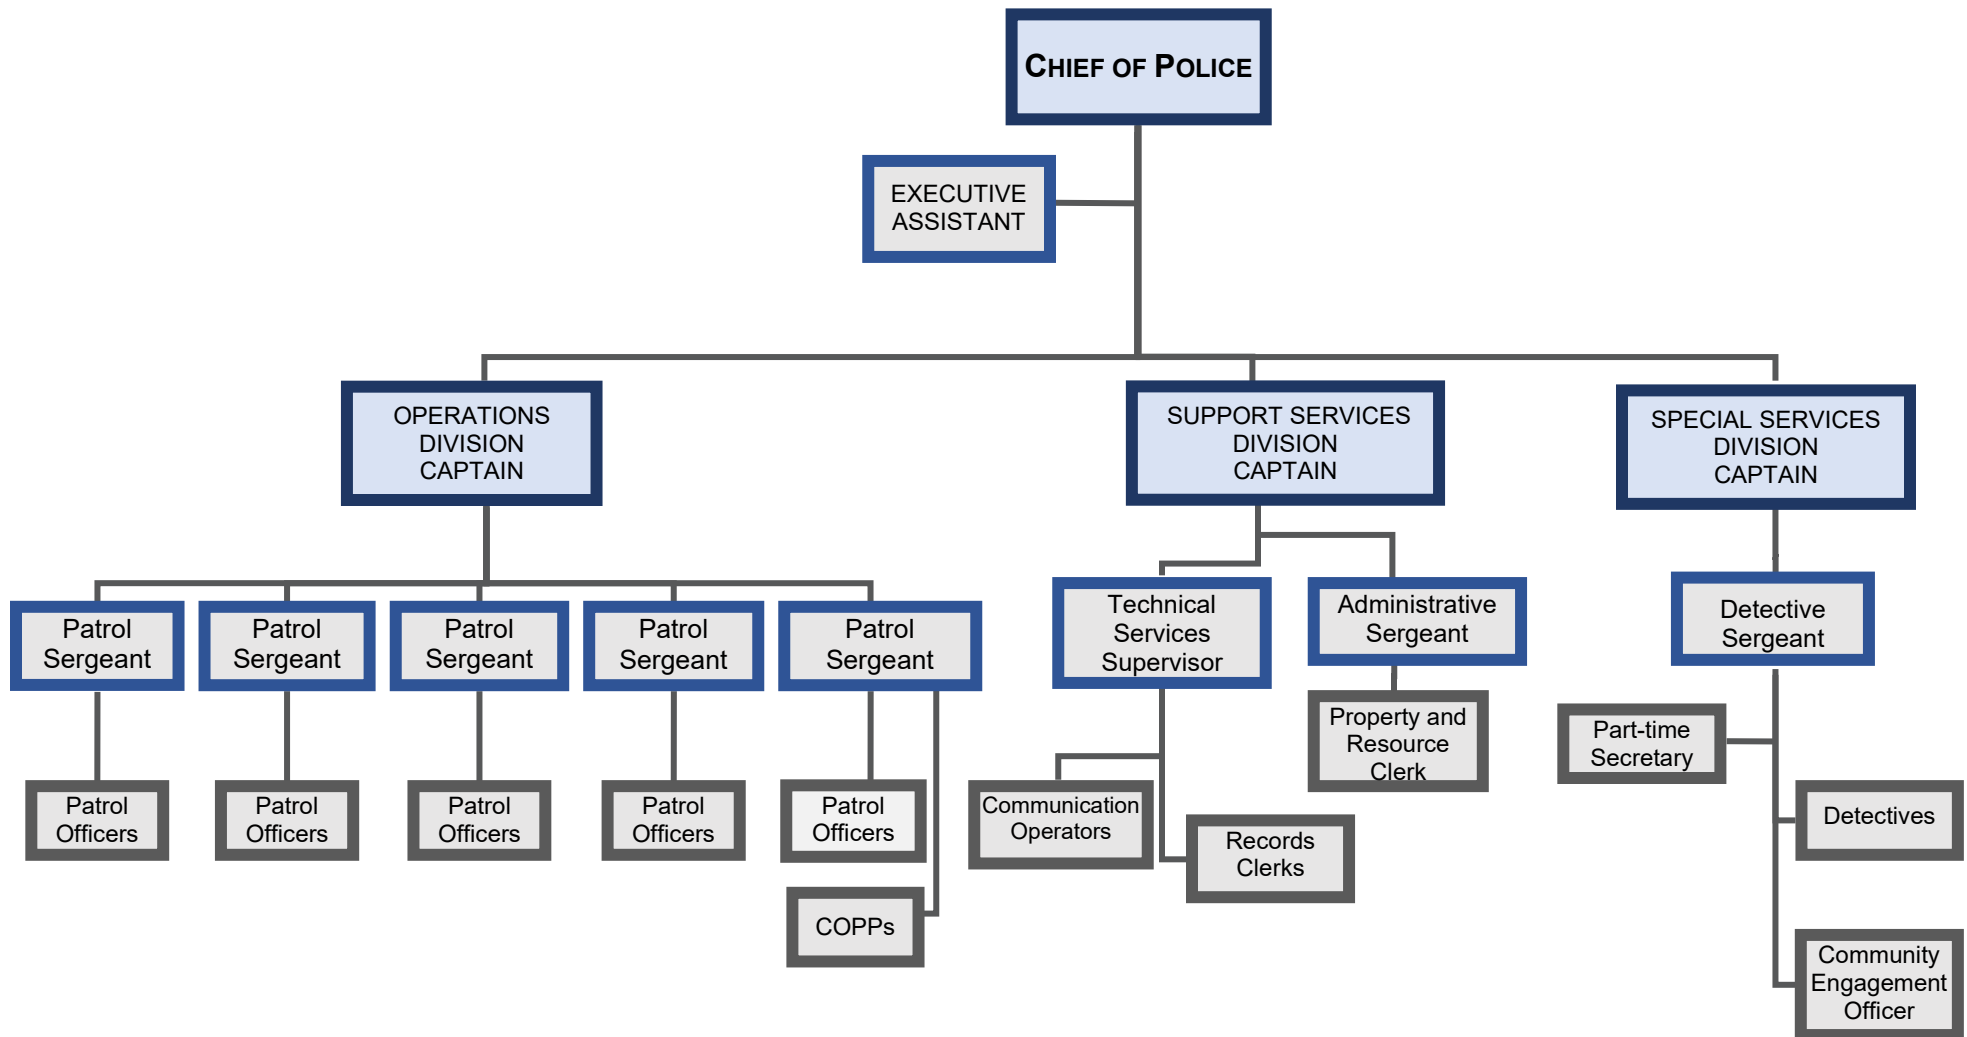 CHIEF OF POLICE
EXECUTIVE
ASSISTANT
OPERATIONS
DIVISION
CAPTAIN
SUPPORT SERVICES
DIVISION
CAPTAIN
SPECIAL SERVICES
DIVISION
CAPTAIN
Patrol
Sergeant
Patrol
Sergeant
Patrol
Sergeant
Patrol
Sergeant
Patrol
Sergeant
Technical
Services
Supervisor
Administrative
Sergeant
Detective
Sergeant
Property and
Resource
Clerk
Part-time
Secretary
Patrol
Officers
Patrol
Officers
Patrol
Officers
Patrol
Officers
Patrol
Officers
Communication
Operators
Records
Clerks
Detectives
COPPs
Community
Engagement
Officer